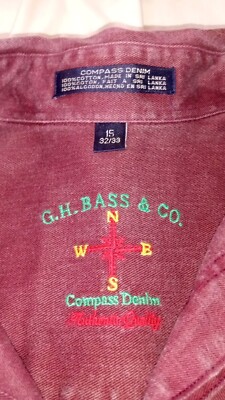 COMPASS DENIM
100% COTTON, MADE IN SRI LANKA
100% COTON, FAIT A SRI LANKA
100% ALGODON, HECHO EN SRI LANKA
15
32/33
G.H. BASS & CO.
N
W B
S
Compass Denim
Quality